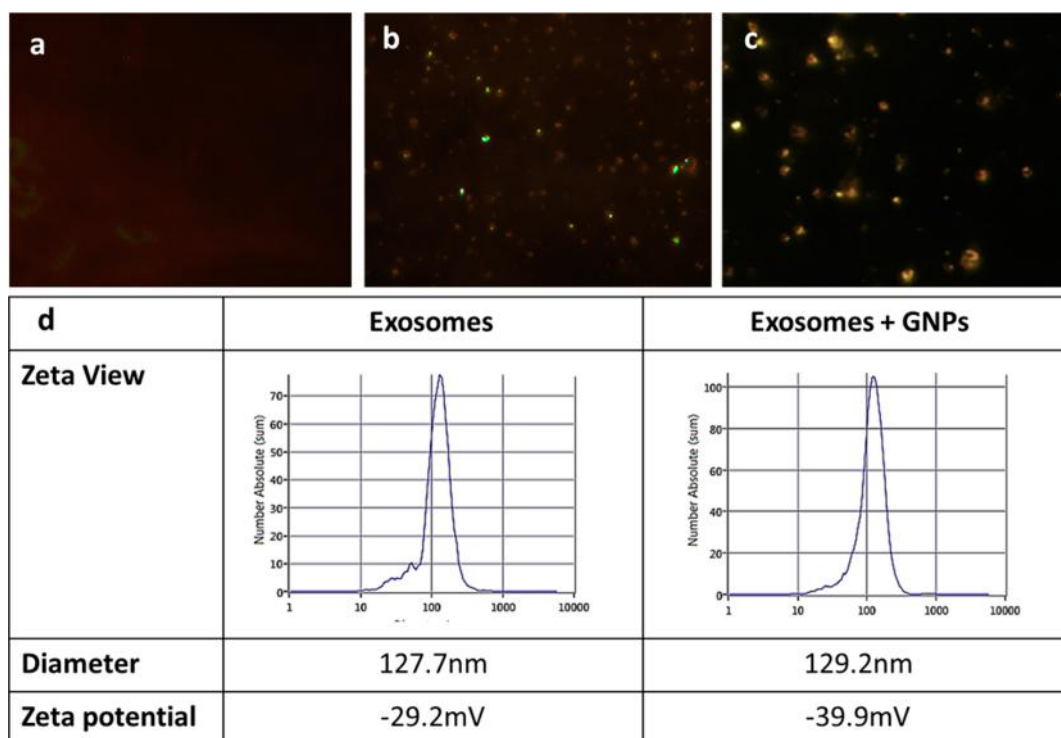 a
b
c
d
Exosomes
Exosomes + GNPs
Zeta View
Number Absolute (sum)
70
60
50
40
30
20
10
0
1
10
100
1000
10000
Number Absolute (sum)
100
80
60
40
20
0
1
10
100
1000
10000
Diameter
127.7nm
129.2nm
Zeta potential
-29.2mV
-39.9mV